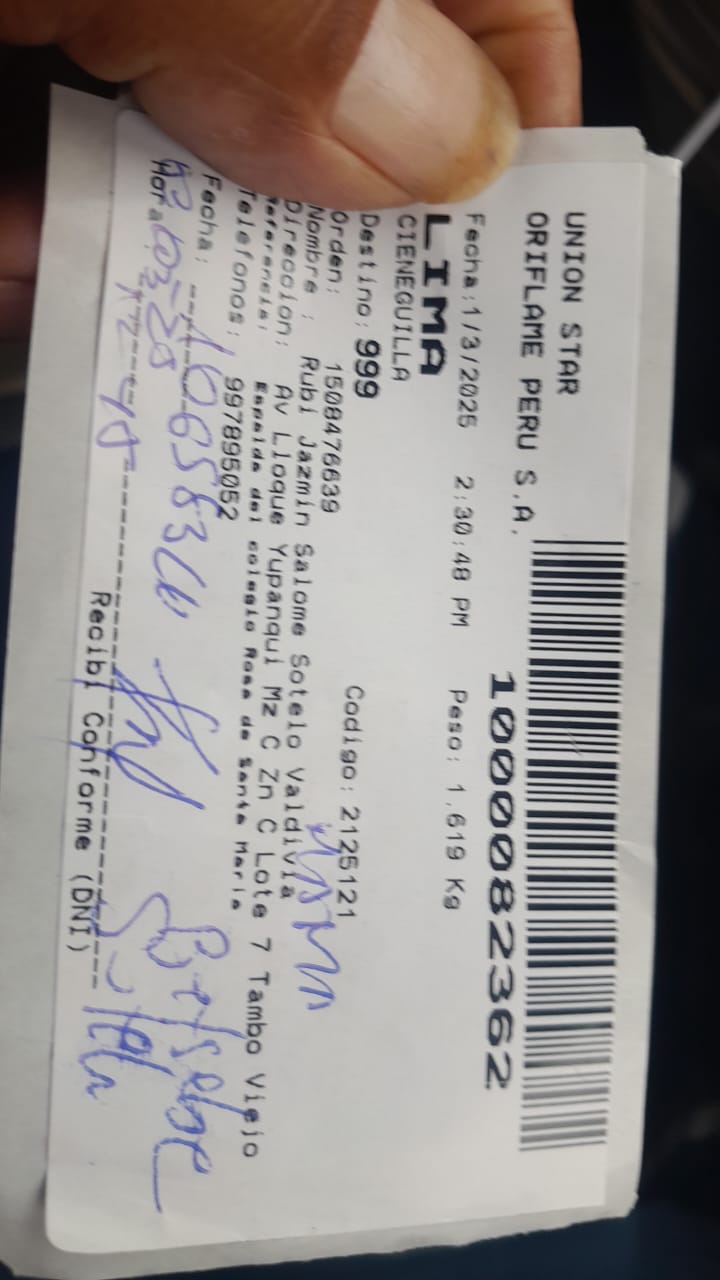 UNION STAR
ORIFLAME PERU S.A.
1000082362
Fecha:1/3/2025 2:30:48 PM Peso: 1.619 Kg
LIMA
CIENEGUILLA
Destino: 999
Orden: 1508476639 Codigo: 2125121
Nombre : Rubi Jazmin Salome Sotelo Valdivia
Direccion: Av Lloque Yupanqui Mz C Zn C Lote 7 Tambo Viejo
Referencia: Espalda del colegio Rosa de Santa Maria
Telefonos: 997895052
Fecha:
Hora
Recibi Conforme (DNI)